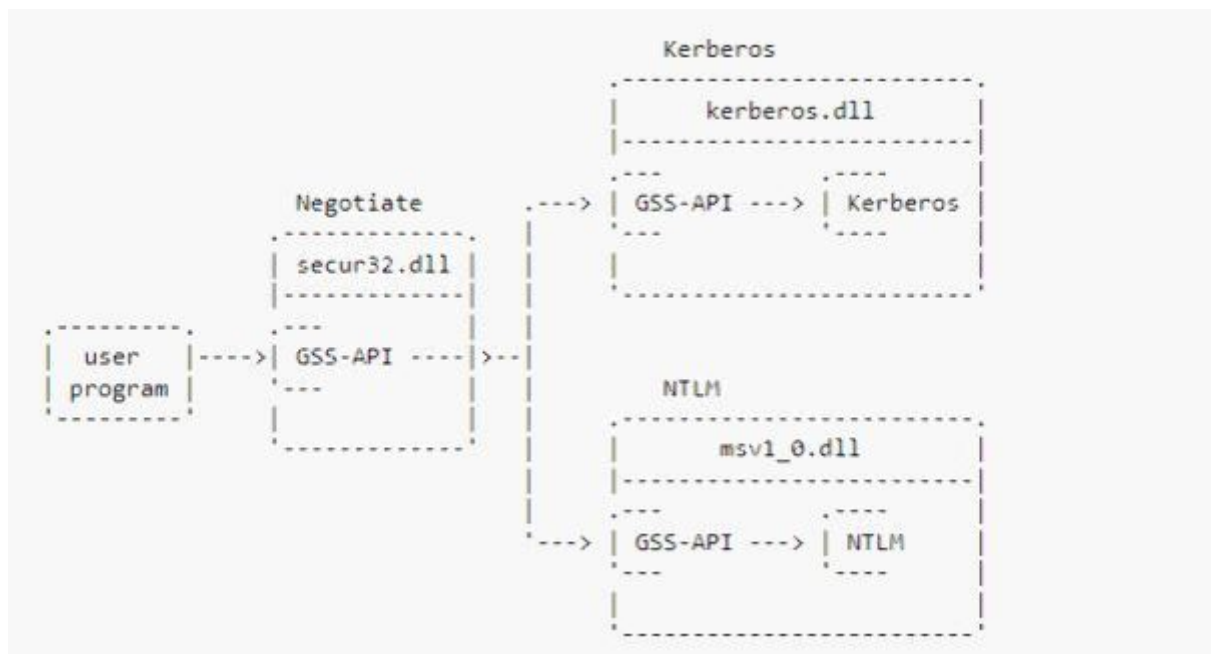 Kerberos
kerberos.dll
GSS-API ---> | Kerberos
Negotiate
secur32.dll
user program
GSS-API
NTLM
msv1_0.dll
GSS-API ---> | NTLM